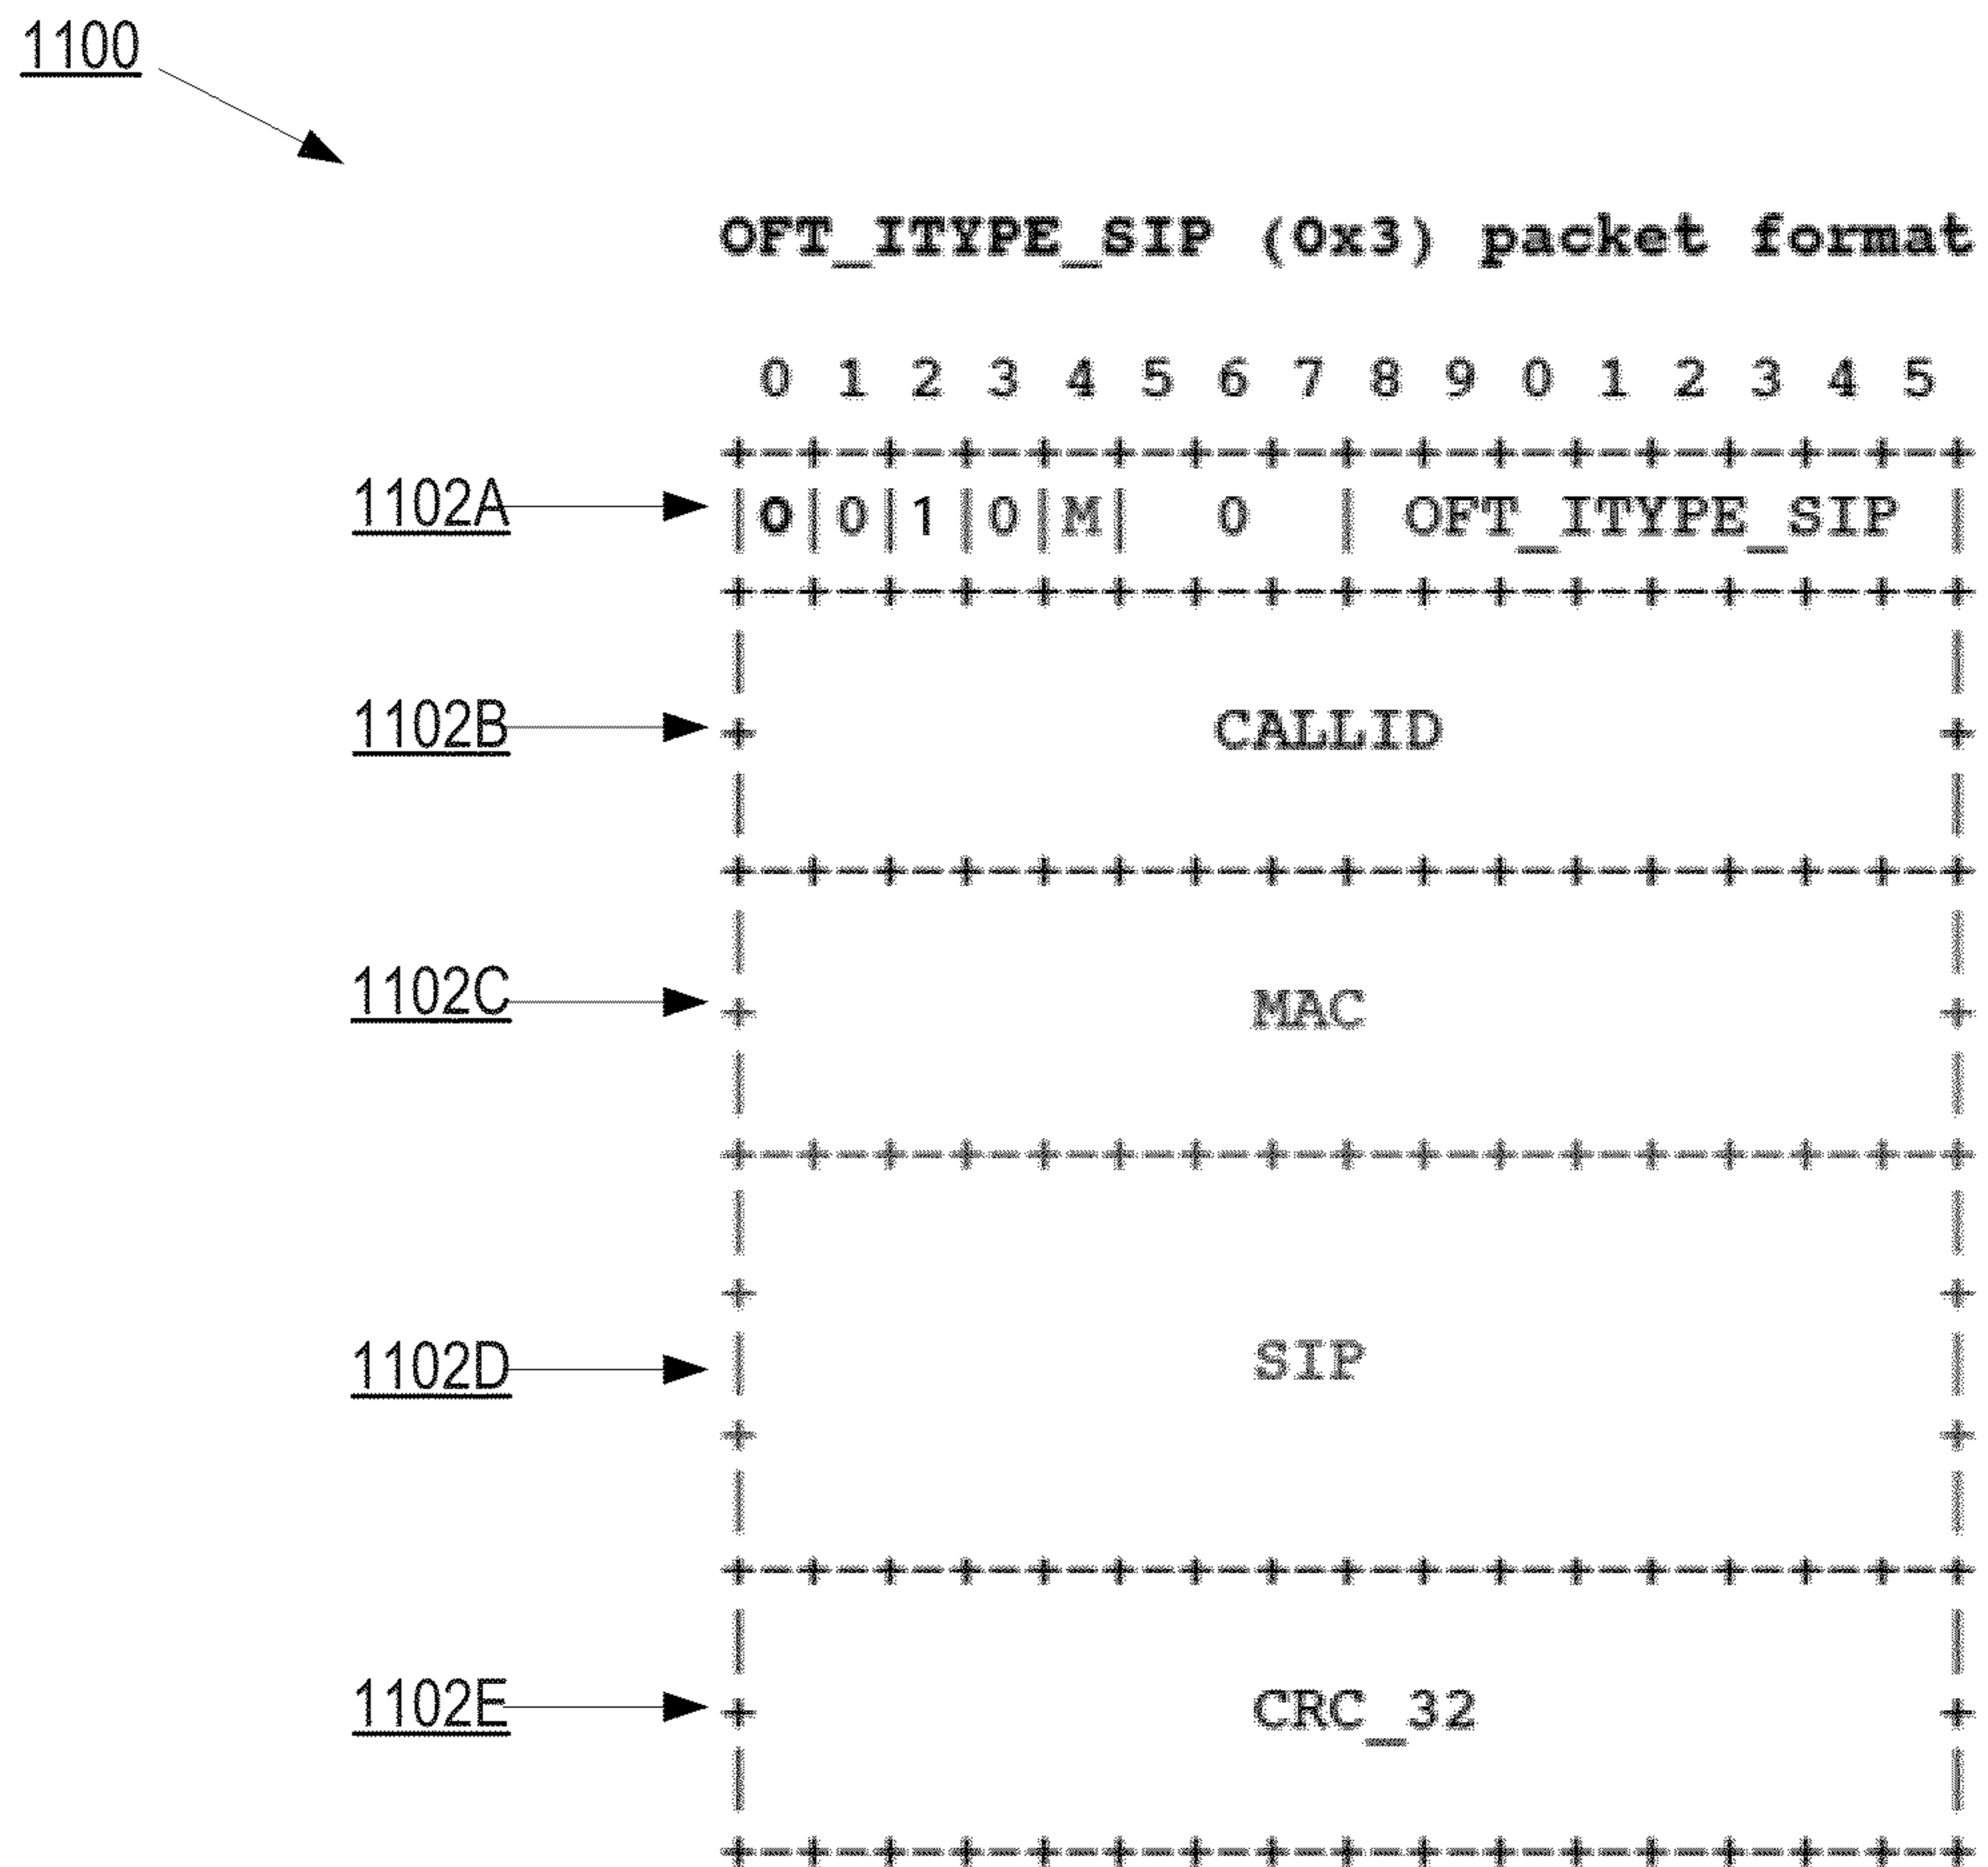 1100
OFT_ITYPE_SIP (0x3) packet format
0 1 2 3 4 5 6 7 8 9 0 1 2 3 4 5
+-+-+-+-+-+-+-+-+-+-+-+-+-+-+-+-+
1102A |0|0|1|0|M| 0 | OFT_ITYPE_SIP |
+-+-+-+-+-+-+-+-+-+-+-+-+-+-+-+-+
| |
1102B + CALLID +
| |
+-+-+-+-+-+-+-+-+-+-+-+-+-+-+-+-+
| |
1102C + MAC +
| |
+-+-+-+-+-+-+-+-+-+-+-+-+-+-+-+-+
| |
+ +
1102D | SIP |
+ +
| |
+-+-+-+-+-+-+-+-+-+-+-+-+-+-+-+-+
| |
1102E + CRC_32 +
| |
+-+-+-+-+-+-+-+-+-+-+-+-+-+-+-+-+